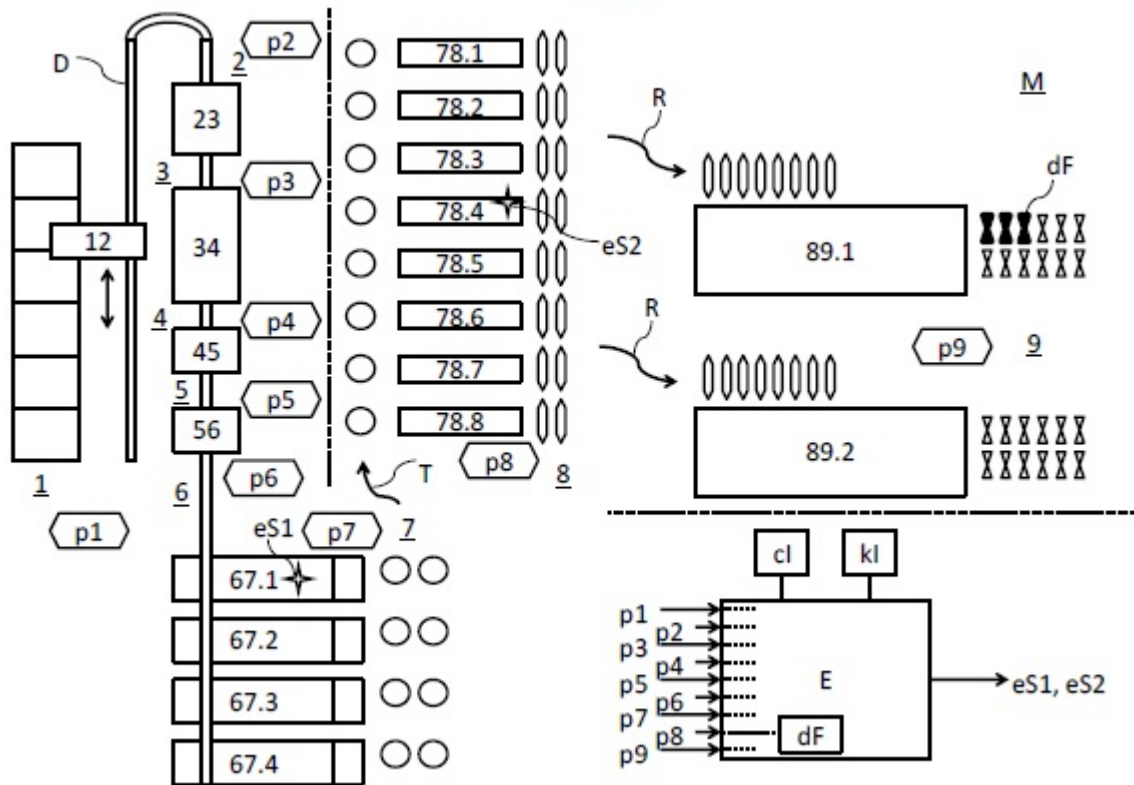 p2
78.1
D
2
M
23
78.2
R
78.3
dF
3
p3
12
78.4
34
eS2
89.1
78.5
4
p4
78.6
R
p9
9
45
78.7
5
p5
56
78.8
89.2
p8
8
1
6
p6
T
p1
eS1
p7
7
cI
kI
67.1
p1
p2
67.2
p3
p4
p5
E
eS1, eS2
67.3
p6
p7
p8
dF
67.4
p9